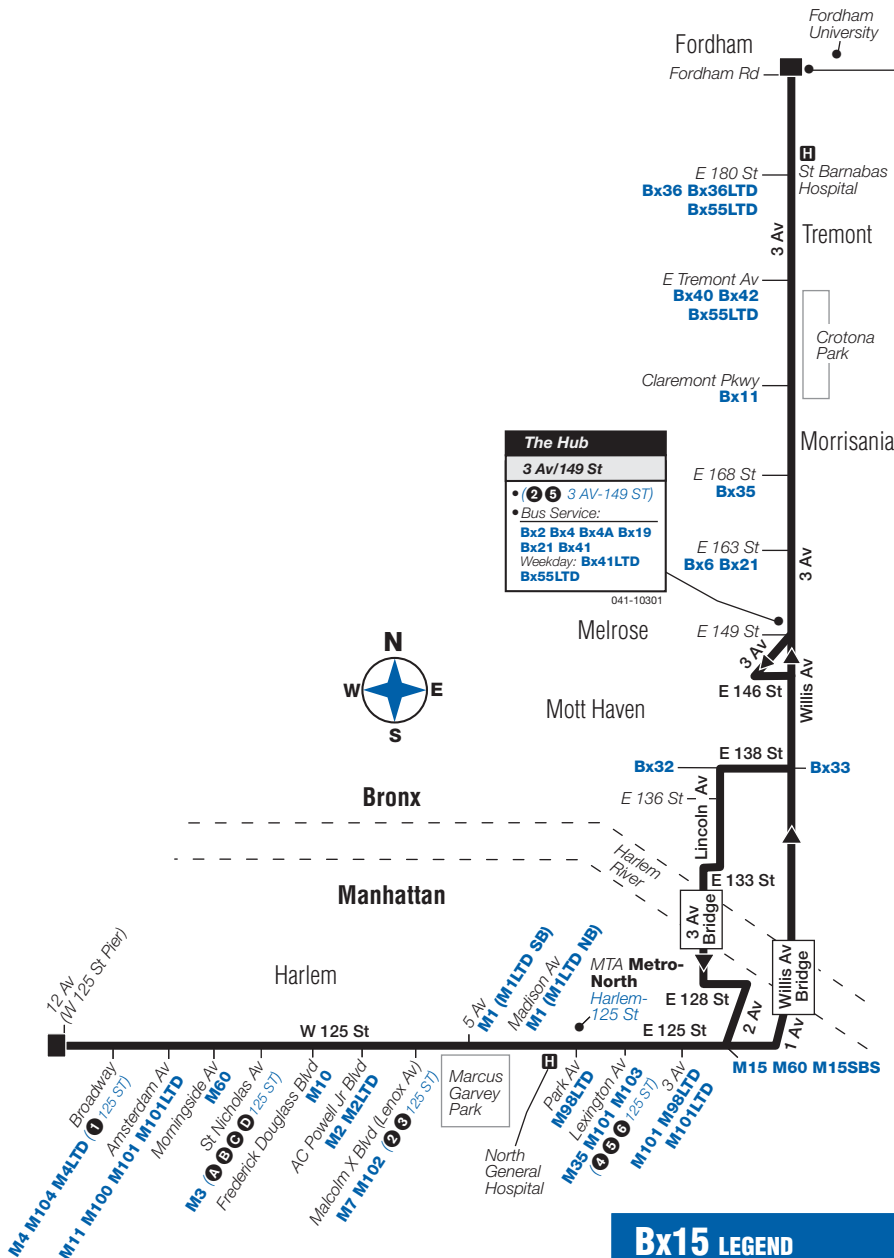 Fordham
University
Fordham
Fordham Rd
H
St Barnabas
Hospital
E 180 St
Bx36 Bx36LTD
Bx55LTD
3 Av
Tremont
E Tremont Av
Bx40 Bx42
Bx55LTD
Crotona
Park
Claremont Pkwy
Bx11
Morrisania
The Hub
3 Av/149 St
• (2 5 3 AV-149 ST)
• Bus Service:
Bx2 Bx4 Bx4A Bx19
Bx21 Bx41
Weekday: Bx41LTD
Bx55LTD
041-10301
E 168 St
Bx35
E 163 St
Bx6 Bx21
3 Av
Melrose
E 149 St
3 Av
E 146 St
Willis Av
N
W E
S
Mott Haven
E 138 St
Bx32
Bx33
E 136 St
Lincoln Av
Bronx
Harlem
River
E 133 St
Manhattan
3 Av
Bridge
Willis Av
Bridge
E 128 St
2 Av
1 Av
12 Av
(W 125 St Pier)
Harlem
W 125 St
5 Av
M1 (M1LTD SB)
Madison Av
M1 (M1LTD NB)
MTA Metro-
North
Harlem-
125 St
E 125 St
M15 M60 M15SBS
Broadway
M4 M104 M4LTD (1 125 ST)
Amsterdam Av
M11 M100 M101 M101LTD
Morningside Av
M60
St Nicholas Av
M3 (A B C D 125 ST)
Frederick Douglass Blvd
M10
AC Powell Jr Blvd
M2 M2LTD
Malcolm X Blvd (Lenox Av)
M7 M102 (2 3 125 ST)
Marcus
Garvey
Park
H
North
General
Hospital
Park Av
M98LTD
Lexington Av
M35 M101 M103
(4 5 6 125 ST)
3 Av
M101 M98LTD
M101LTD
Bx15 LEGEND